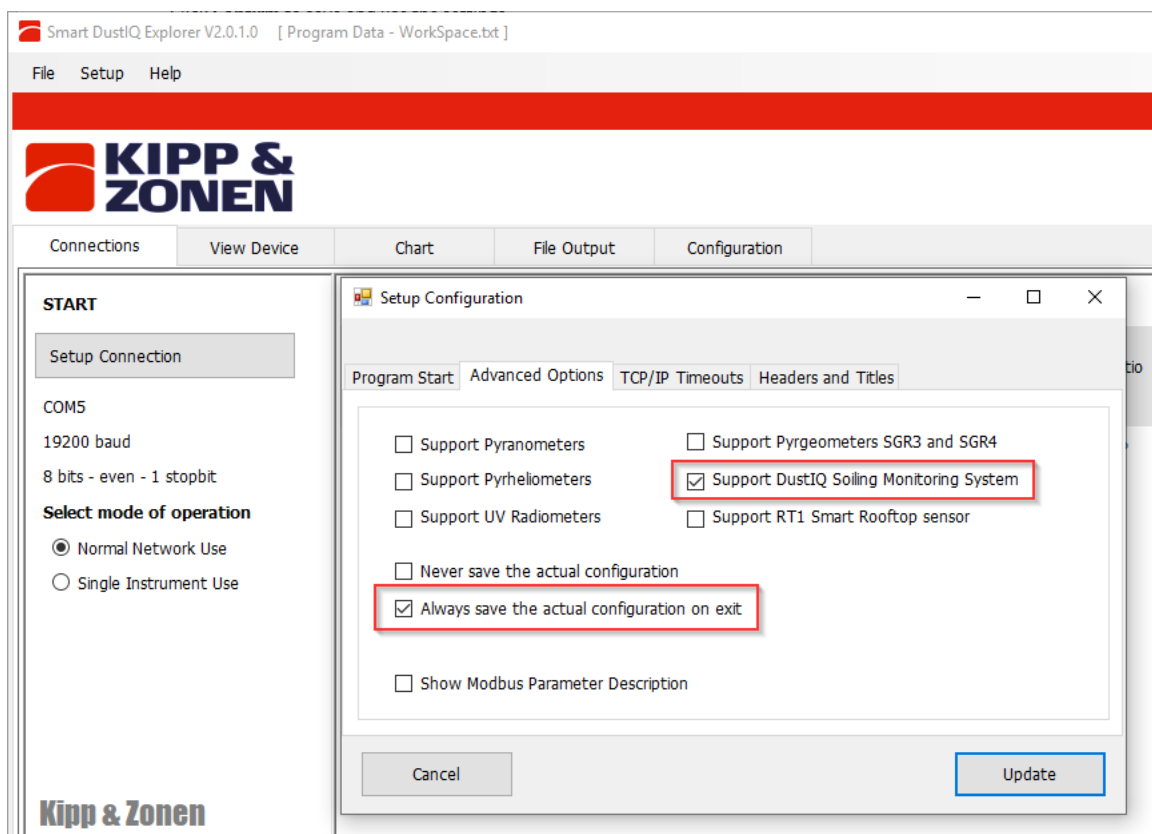 Smart DustIQ Explorer V2.0.1.0 [ Program Data - WorkSpace.txt ]
File Setup Help
KIPP &
ZONEN
Connections View Device Chart File Output Configuration
START
Setup Connection
COM5
19200 baud
8 bits - even - 1 stopbit
Select mode of operation
Normal Network Use
Single Instrument Use
Kipp & Zonen
Setup Configuration
Program Start Advanced Options TCP/IP Timeouts Headers and Titles
Support Pyranometers
Support Pyrheliometers
Support UV Radiometers
Support Pyrgeometers SGR3 and SGR4
Support DustIQ Soiling Monitoring System
Support RT1 Smart Rooftop sensor
Never save the actual configuration
Always save the actual configuration on exit
Show Modbus Parameter Description
Cancel Update
tio